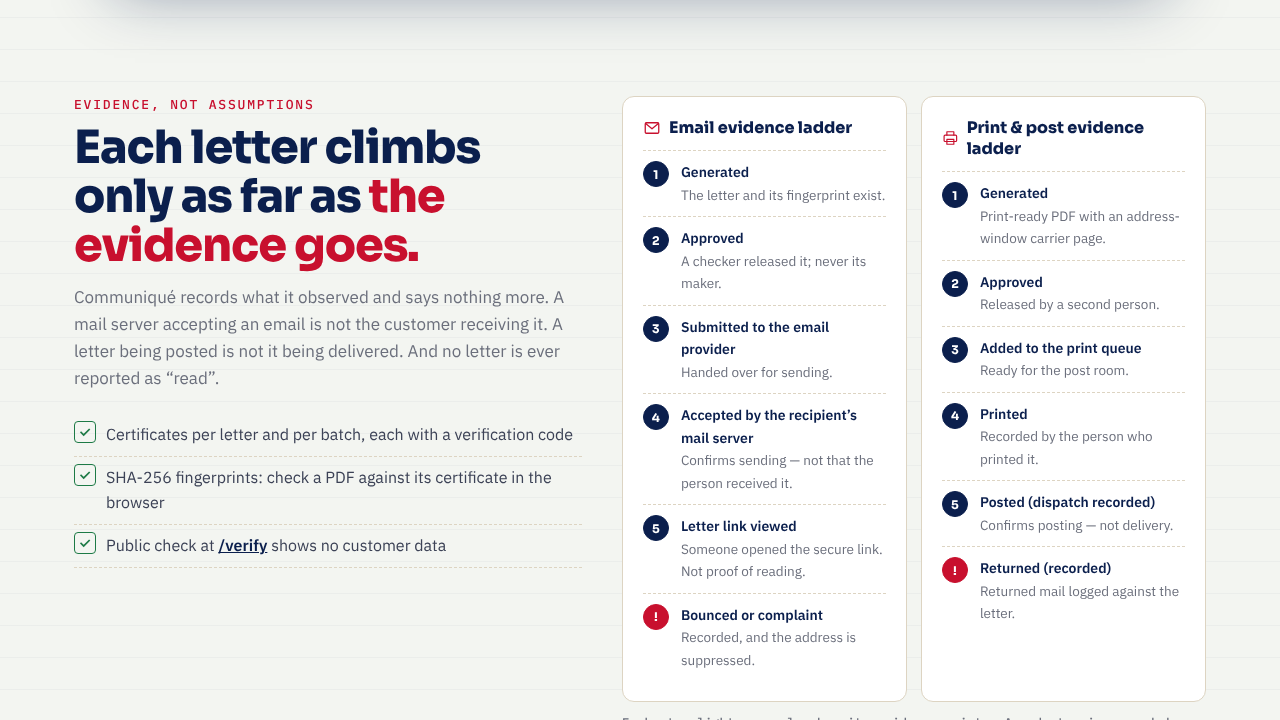 EVIDENCE, NOT ASSUMPTIONS
Each letter climbs
only as far as the
evidence goes.
Communiqué records what it observed and says nothing more. A
mail server accepting an email is not the customer receiving it. A
letter being posted is not it being delivered. And no letter is ever
reported as “read”.
Certificates per letter and per batch, each with a verification code
SHA-256 fingerprints: check a PDF against its certificate in the
browser
Public check at /verify shows no customer data
Email evidence ladder
1 Generated
The letter and its fingerprint exist.
2 Approved
A checker released it; never its
maker.
3 Submitted to the email
provider
Handed over for sending.
4 Accepted by the recipient’s
mail server
Confirms sending — not that the
person received it.
5 Letter link viewed
Someone opened the secure link.
Not proof of reading.
! Bounced or complaint
Recorded, and the address is
suppressed.
Print & post evidence
ladder
1 Generated
Print-ready PDF with an address-
window carrier page.
2 Approved
Released by a second person.
3 Added to the print queue
Ready for the post room.
4 Printed
Recorded by the person who
printed it.
5 Posted (dispatch recorded)
Confirms posting — not delivery.
! Returned (recorded)
Returned mail logged against the
letter.